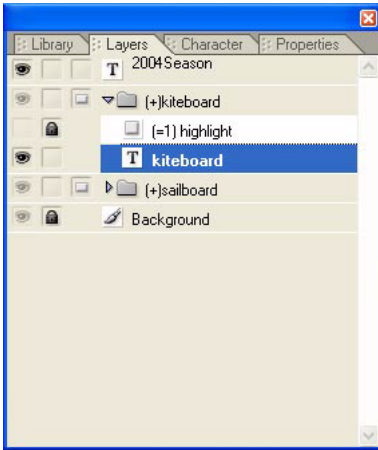 Library Layers Character Properties
T 2004Season
(+)kiteboard
(=1) highlight
T kiteboard
(+)sailboard
Background